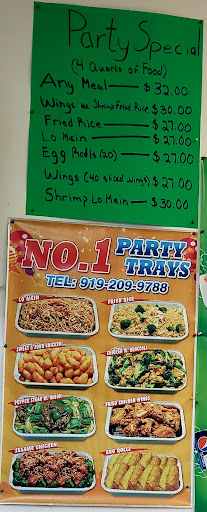 Party Special
(4 Quarts of Food)
Any Meal — $32.00
Wings w Shrimp Fried Rice $30.00
Fried Rice — $27.00
Lo Mein — $27.00
Egg Rolls (20) — $27.00
Wings (40 sliced wings) $27.00
Shrimp Lo Mein — $30.00
NO.1 PARTY TRAYS
TEL: 919-209-9788
LO MEIN
FRIED RICE
SWEET & SOUR CHICKEN
CHICKEN W. BROCCOLI
PEPPER STEAK W. ONION
FRIED CHICKEN WINGS
SESAME CHICKEN
EGG ROLLS